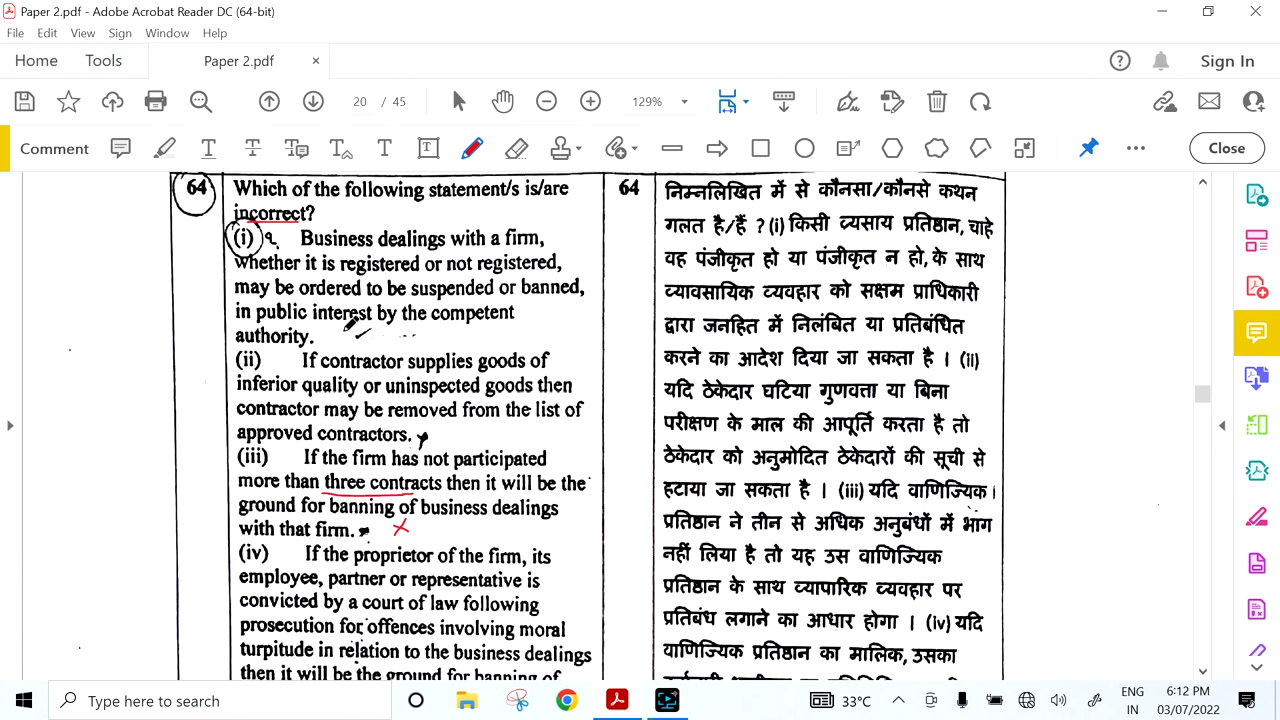 Paper 2.pdf - Adobe Acrobat Reader DC (64-bit)
File Edit View Sign Window Help
Home Tools Paper 2.pdf × Sign In
20 / 45 129%
Comment Close
64 Which of the following statement/s is/are
incorrect?
(i) Business dealings with a firm,
whether it is registered or not registered,
may be ordered to be suspended or banned,
in public interest by the competent
authority.
(ii) If contractor supplies goods of
inferior quality or uninspected goods then
contractor may be removed from the list of
approved contractors.
(iii) If the firm has not participated
more than three contracts then it will be the
ground for banning of business dealings
with that firm.
(iv) If the proprietor of the firm, its
employee, partner or representative is
convicted by a court of law following
prosecution for offences involving moral
turpitude in relation to the business dealings
then it will be the ground for banning of
64 निम्नलिखित में से कौनसा/कौनसे कथन
गलत है/हैं ? (i) किसी व्यसाय प्रतिष्ठान, चाहे
वह पंजीकृत हो या पंजीकृत न हो, के साथ
व्यावसायिक व्यवहार को सक्षम प्राधिकारी
द्वारा जनहित में निलंबित या प्रतिबंधित
करने का आदेश दिया जा सकता है । (ii)
यदि ठेकेदार घटिया गुणवत्ता या बिना
परीक्षण के माल की आपूर्ति करता है तो
ठेकेदार को अनुमोदित ठेकेदारों की सूची से
हटाया जा सकता है । (iii) यदि वाणिज्यिक
प्रतिष्ठान ने तीन से अधिक अनुबंधों में भाग
नहीं लिया है तो यह उस वाणिज्यिक
प्रतिष्ठान के साथ व्यापारिक व्यवहार पर
प्रतिबंध लगाने का आधार होगा । (iv) यदि
वाणिज्यिक प्रतिष्ठान का मालिक, उसका
Type here to search
33°C
ENG
IN
6:12 PM
03/07/2022